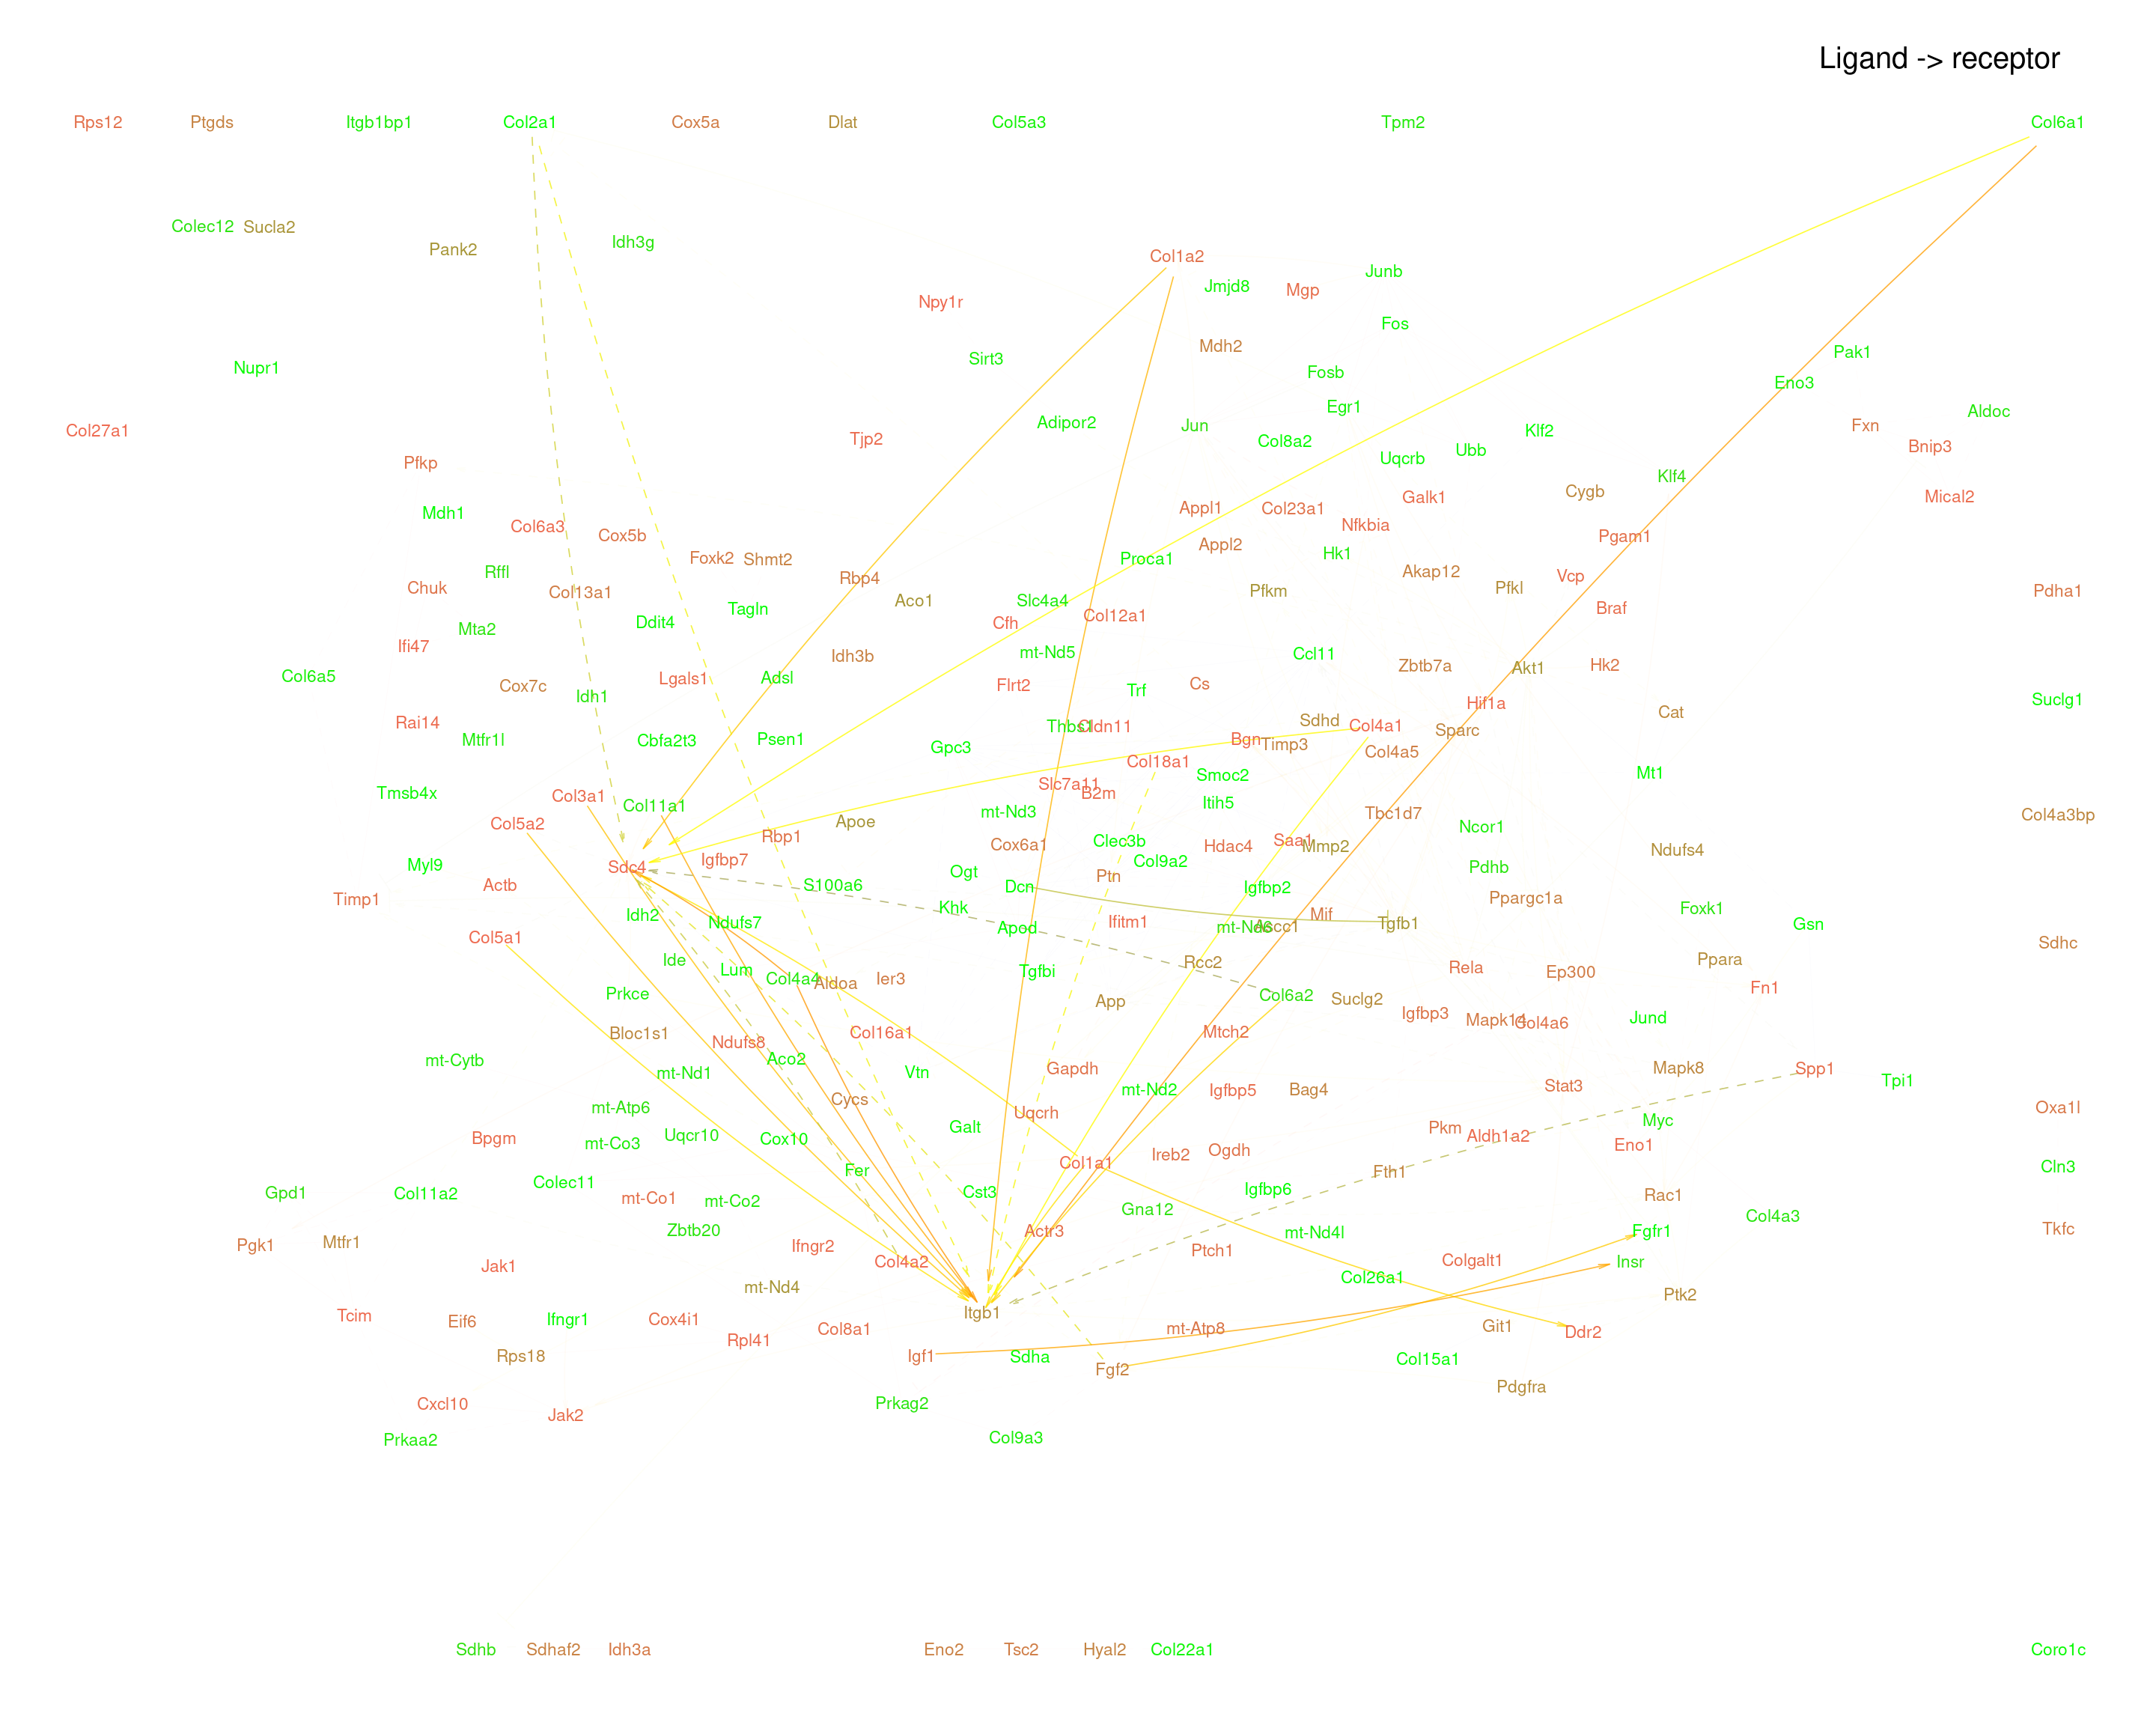 Ligand -> receptor
Rps12 Ptgds Itgb1bp1 Col2a1 Cox5a Dlat Col5a3 Tpm2 Col6a1
Colec12 Sucla2 Pank2 Idh3g
Col1a2 Junb
Jmjd8 Mgp
Npy1r Fos
Mdh2 Sirt3 Pak1
Nupr1 Fosb Eno3
Egr1 Aldoc
Col27a1 Tjp2 Adipor2 Jun Col8a2 Klf2 Fxn
Pfkp Uqcrb Ubb Bnip3
Klf4
Mdh1 Appl1 Col23a1 Galk1 Cygb Mical2
Col6a3 Cox5b Nfkbia Pgam1
Rffl Foxk2 Shmt2 Proca1 Appl2 Hk1
Chuk Col13a1 Rbp4 Aco1 Slc4a4 Pfkm Akap12 Pfkl Vcp Pdha1
Mta2 Ddit4 Tagln Cfh Col12a1 Braf
Ifi47 Idh3b mt-Nd5 Ccl11 Zbtb7a Akt1 Hk2
Col6a5 Cox7c Idh1 Lgals1 Adsl Flrt2 Trf Cs Hif1a Suclg1
Rai14 Mtfr1l Cbfa2t3 Psen1 Gpc3 Thbs1 Cldn11 Bgn Timp3 Sdhd Col4a1 Sparc Cat
Col4a5
Tmsb4x Col3a1 Col11a1 Slc7a11 B2m Col18a1 Smoc2 Mt1
Col5a2 Apoe mt-Nd3 Itih5 Tbc1d7 Ncor1 Col4a3bp
Rbp1 Cox6a1 Clec3b Hdac4 Saa1 Mmp2 Ndufs4
Myl9 Sdc4 Igfbp7 Ogt Col9a2 Pdhb
Timp1 Actb S100a6 Dcn Ptn Igfbp2 Ppargc1a
Idh2 Ndufs7 Khk Apod Ifitm1 mt-Nd6 Ascc1 Mif Tgfb1 Foxk1 Gsn
Col5a1 Ide Lum Rcc2 Rela Ppara Sdhc
Prkce Col4a4 Aldoa Ier3 Tgfbi App Col6a2 Suclg2 Ep300 Fn1
Bloc1s1 Ndufs8 Col16a1 Mtch2 Igfbp3 Mapk14 Col4a6 Jund
mt-Cytb mt-Nd1 Aco2 Vtn Gapdh mt-Nd2 Igfbp5 Bag4 Stat3 Mapk8 Spp1 Tpi1
mt-Atp6 Cycs Uqcrh Oxa1l
Bpgm mt-Co3 Uqcr10 Cox10 Galt Pkm Aldh1a2 Eno1 Myc
Fer Col1a1 Ireb2 Ogdh Fth1 Cln3
Gpd1 Col11a2 Colec11 mt-Co1 mt-Co2 Cst3 Gna12 Igfbp6 Rac1 Col4a3
Pgk1 Mtfr1 Zbtb20 Ifngr2 Actr3 Ptch1 mt-Nd4l Fgfr1 Tkfc
Jak1 mt-Nd4 Col4a2 Col26a1 Colgalt1 Insr
Tcim Eif6 Ifngr1 Cox4i1 Rpl41 Col8a1 Itgb1 mt-Atp8 Git1 Ddr2 Ptk2
Rps18 Igf1 Sdha Fgf2 Col15a1
Cxcl10 Jak2 Prkag2 Pdgfra
Prkaa2 Col9a3
Sdhb Sdhaf2 Idh3a Eno2 Tsc2 Hyal2 Col22a1 Coro1c